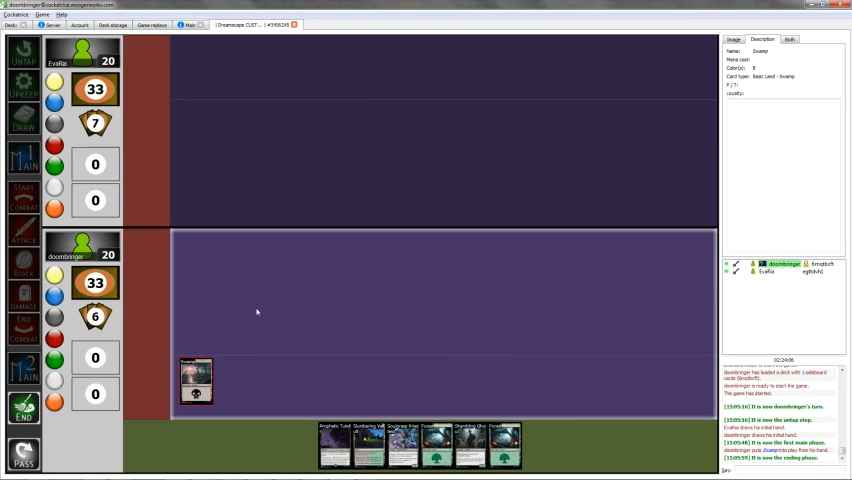 doombringer@cockatrice.woogerworks.com
Cockatrice Game Help
Server Account Deck storage Game replays Main [Dreamscape CUST... | #3456245
UNTAP
UPKEEP
DRAW
MAIN
START
COMBAT
ATTACK
BLOCK
DAMAGE
END
COMBAT
MAIN
END
PASS
EvaRia 20
33
7
0
0
doombringer 20
33
6
0
0
Swamp
Forest
Forest
Image Description Both
Name: Swamp
Mana cost:
Color(s): B
Card type: Basic Land - Swamp
P / T:
Loyalty:
doombringer
EvaRia
02:24:06
doombringer has loaded a deck with 1 sideboard
doombringer is ready to start the game.
The game has started.
[15:05:16] It is now doombringer's turn.
[15:05:16] It is now the untap step.
EvaRia draws his initial hand.
doombringer draws his initial hand.
[15:05:48] It is now the first main phase.
doombringer puts Swamp into play from his hand.
[15:05:59] It is now the ending phase.
Say: